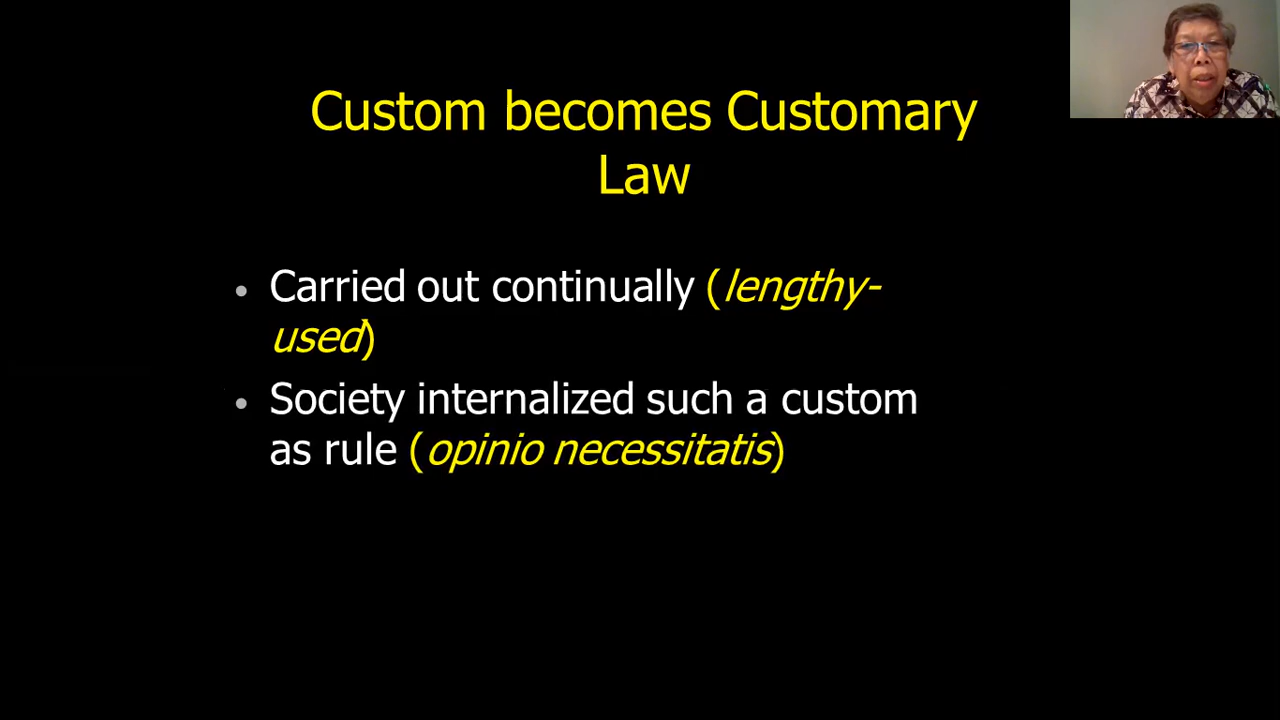 Custom becomes Customary
Law
• Carried out continually (lengthy-
used)
• Society internalized such a custom
as rule (opinio necessitatis)